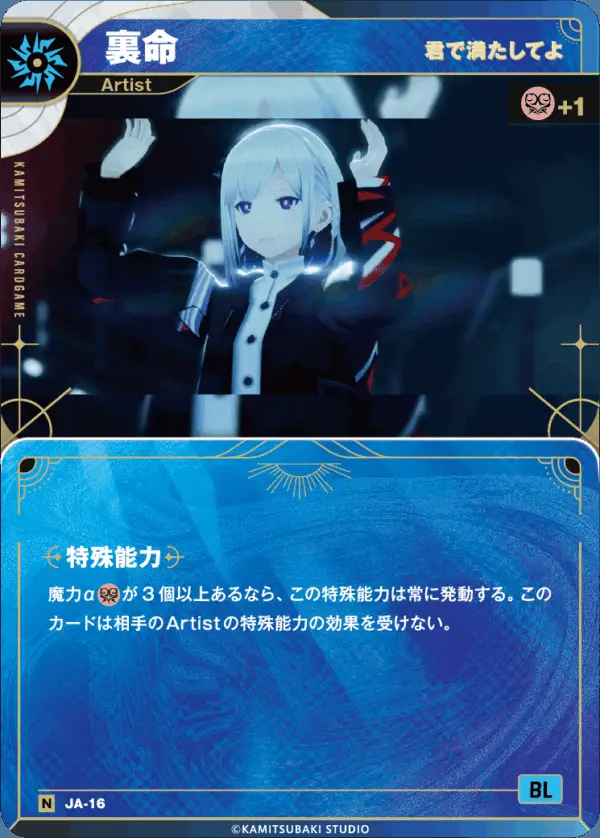 裏命
君で満たしてよ
Artist
+1
KAMITSUBAKI CARDGAME
特殊能力
魔力αが3個以上あるなら、この特殊能力は常に発動する。この
カードは相手のArtistの特殊能力の効果を受けない。
BL
N JA-16
©KAMITSUBAKI STUDIO